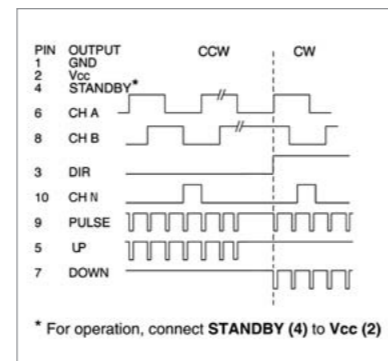 PIN OUTPUT CCW CW
1 GND
2 Vcc
4 STANDBY*
6 CH A
8 CH B
3 DIR
10 CH N
9 PULSE
5 UP
7 DOWN
* For operation, connect STANDBY (4) to Vcc (2)